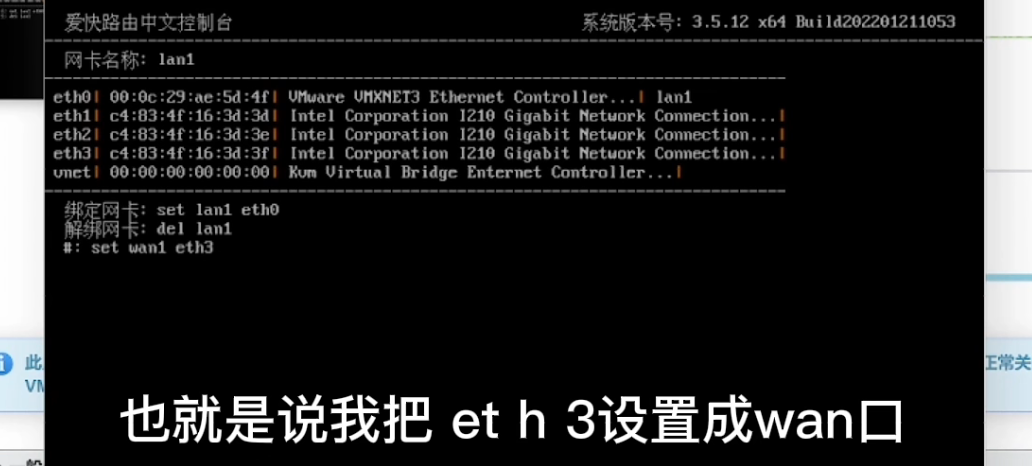 爱快路由中文控制台 系统版本号: 3.5.12 x64 Build202201211053
网卡名称: lan1
eth0| 00:0c:29:ae:5d:4f| VMware VMXNET3 Ethernet Controller...| lan1
eth1| c4:83:4f:16:3d:3d| Intel Corporation I210 Gigabit Network Connection...|
eth2| c4:83:4f:16:3d:3e| Intel Corporation I210 Gigabit Network Connection...|
eth3| c4:83:4f:16:3d:3f| Intel Corporation I210 Gigabit Network Connection...|
vnet| 00:00:00:00:00:00| Kvm Virtual Bridge Enternet Controller...|
绑定网卡: set lan1 eth0
解绑网卡: del lan1
#: set wan1 eth3
此
正常关
VM
也就是说我把 et h 3设置成wan口